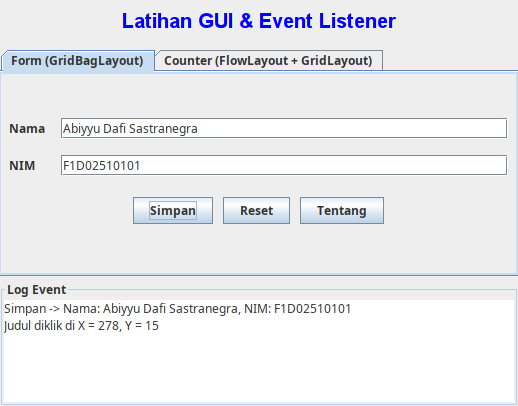 Latihan GUI & Event Listener
Form (GridBagLayout) Counter (FlowLayout + GridLayout)
Nama Abiyyu Dafi Sastranegra
NIM F1D02510101
Simpan Reset Tentang
Log Event
Simpan -> Nama: Abiyyu Dafi Sastranegra, NIM: F1D02510101
Judul diklik di X = 278, Y = 15